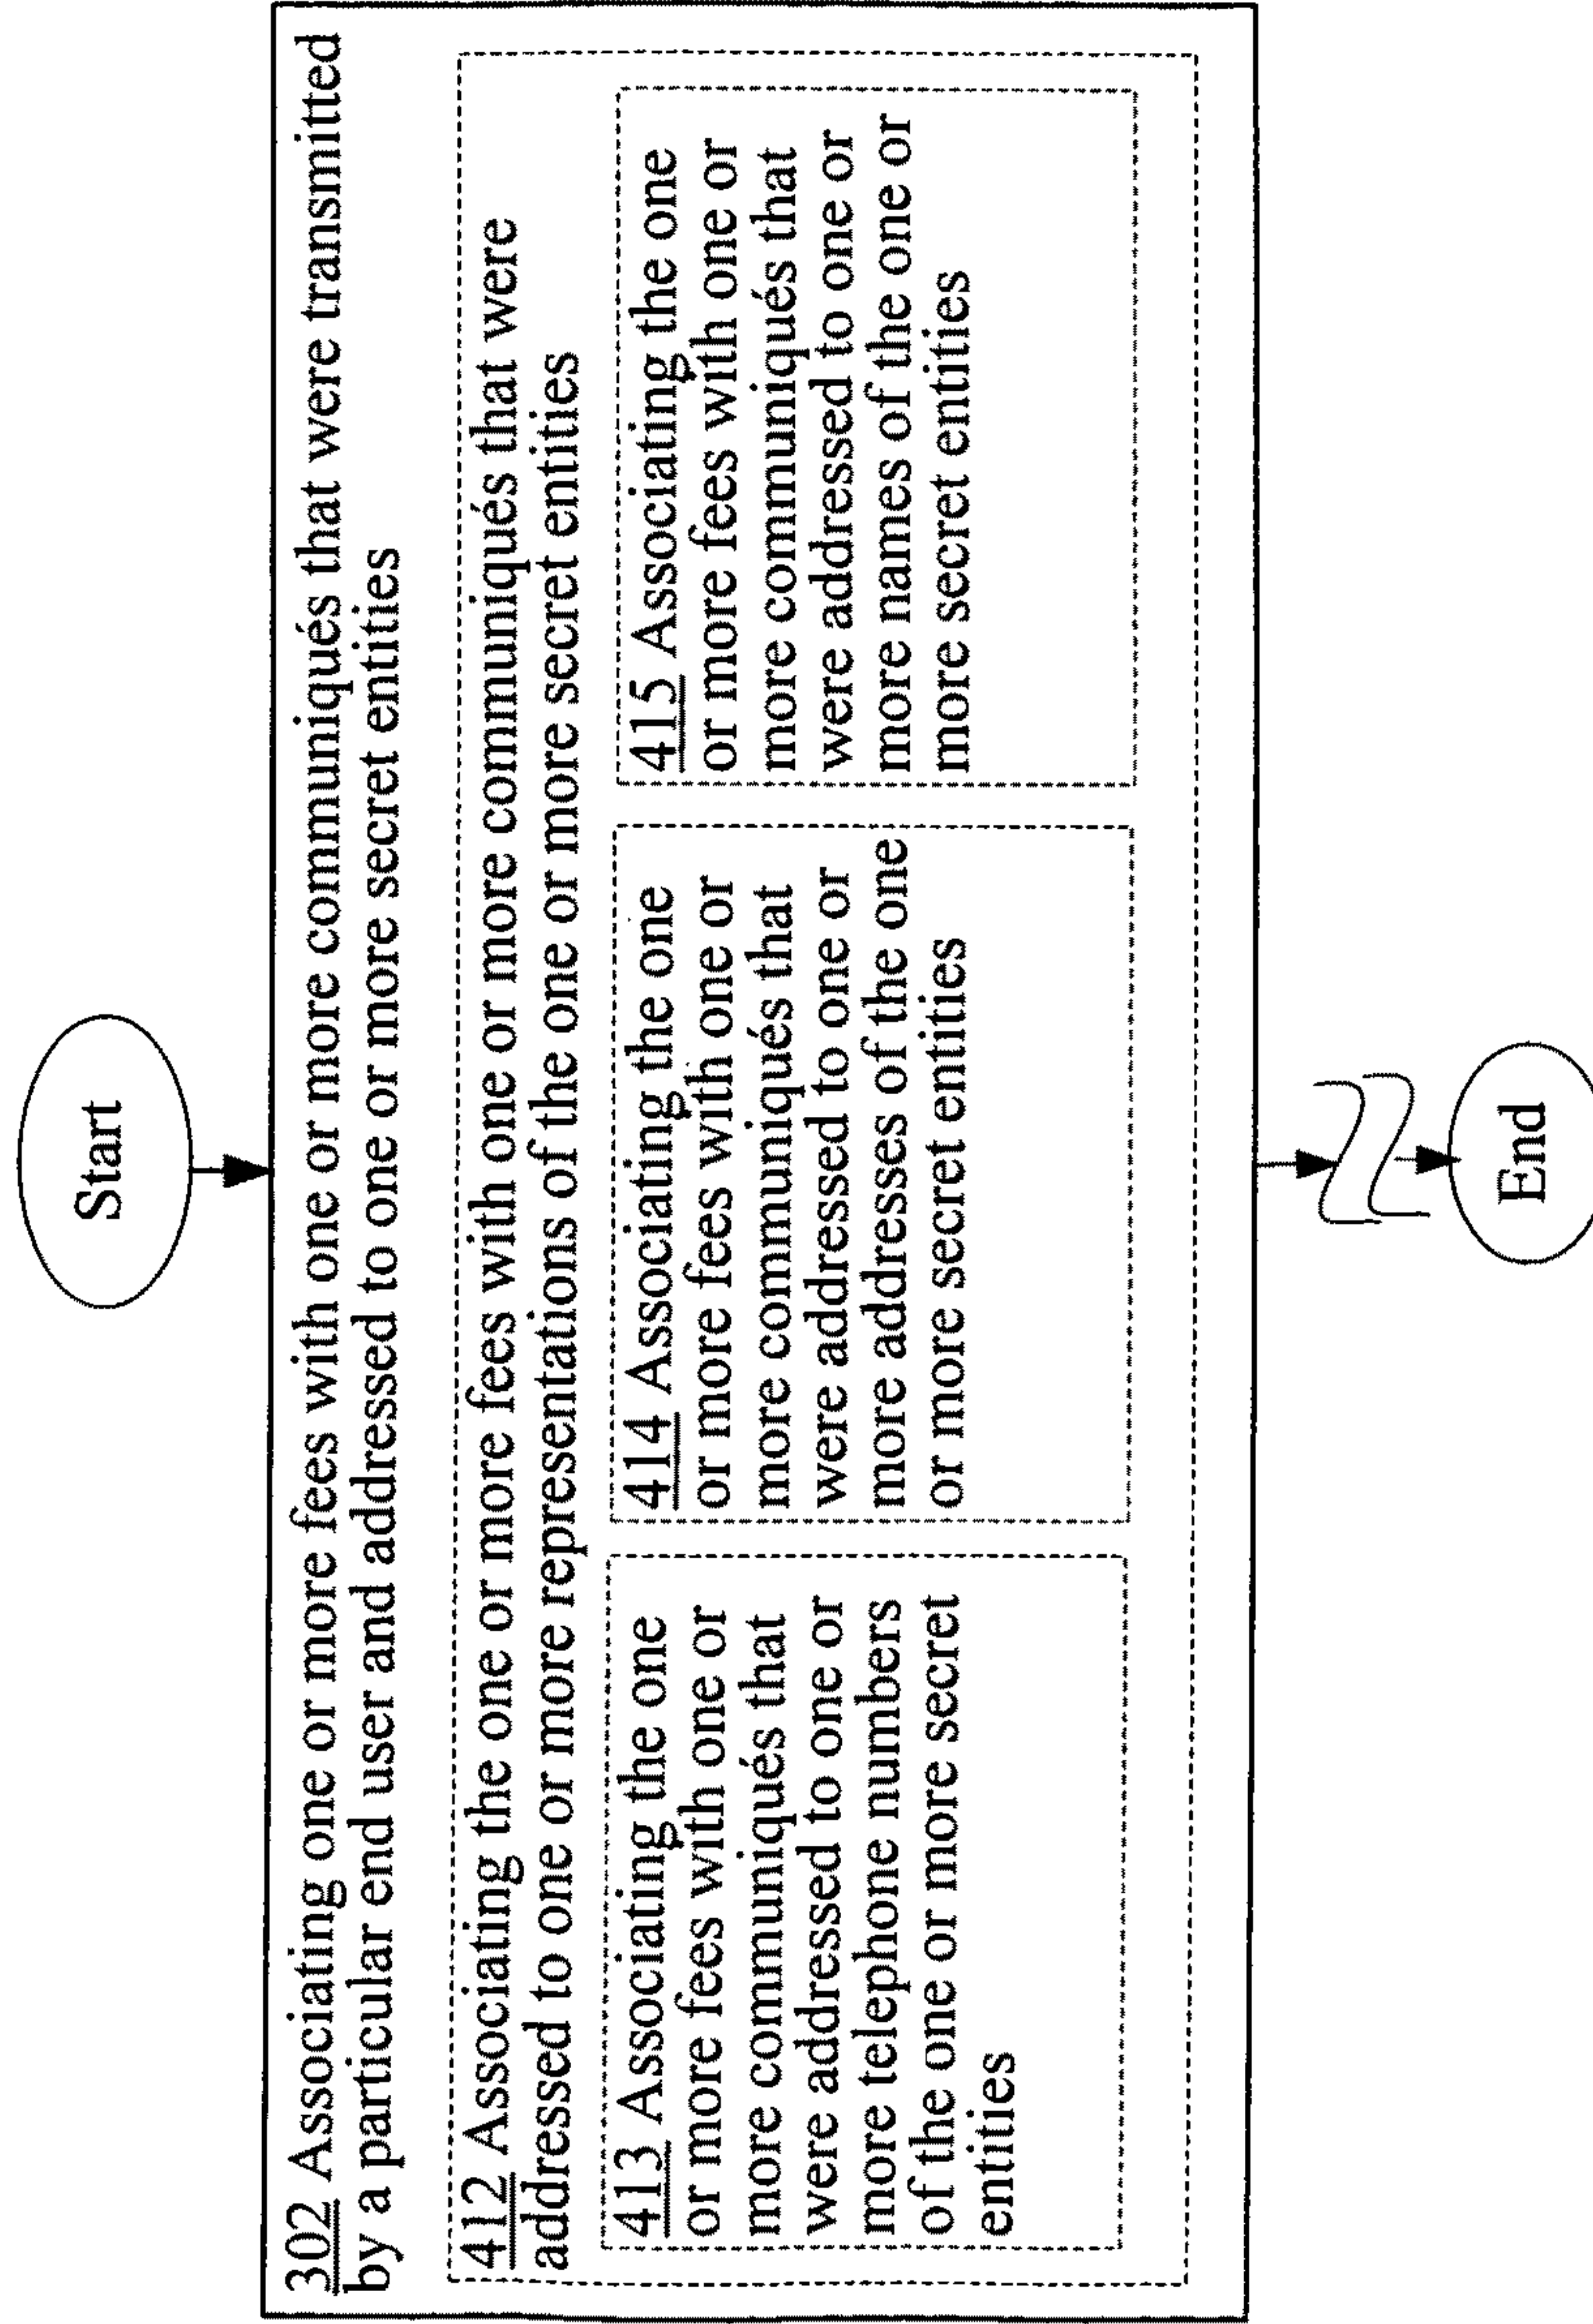 Start
302 Associating one or more fees with one or more communiqués that were transmitted
by a particular end user and addressed to one or more secret entities
412 Associating the one or more fees with one or more communiqués that were
addressed to one or more representations of the one or more secret entities
413 Associating the one
or more fees with one or
more communiqués that
were addressed to one or
more telephone numbers
of the one or more secret
entities
414 Associating the one
or more fees with one or
more communiqués that
were addressed to one or
more addresses of the one
or more secret entities
415 Associating the one
or more fees with one or
more communiqués that
were addressed to one or
more names of the one or
more secret entities
End